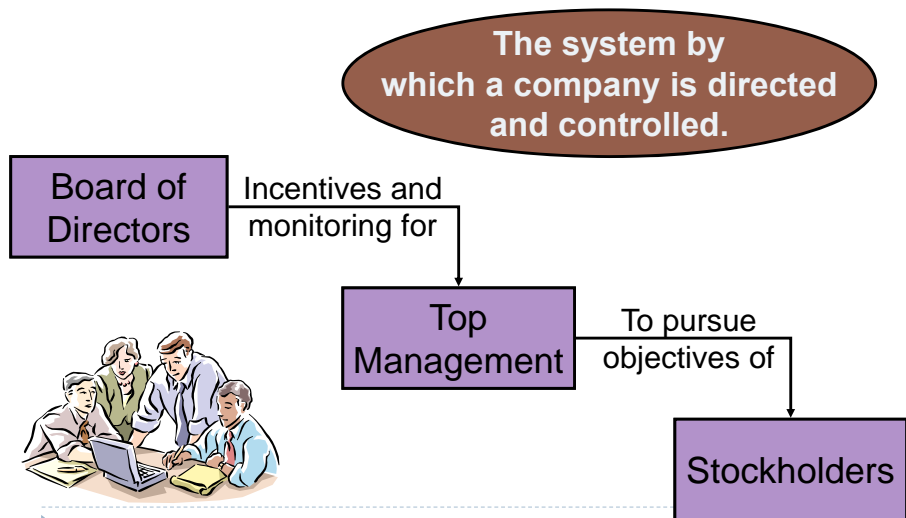 The system by
which a company is directed
and controlled.
Board of
Directors
Incentives and
monitoring for
Top
Management
To pursue
objectives of
Stockholders